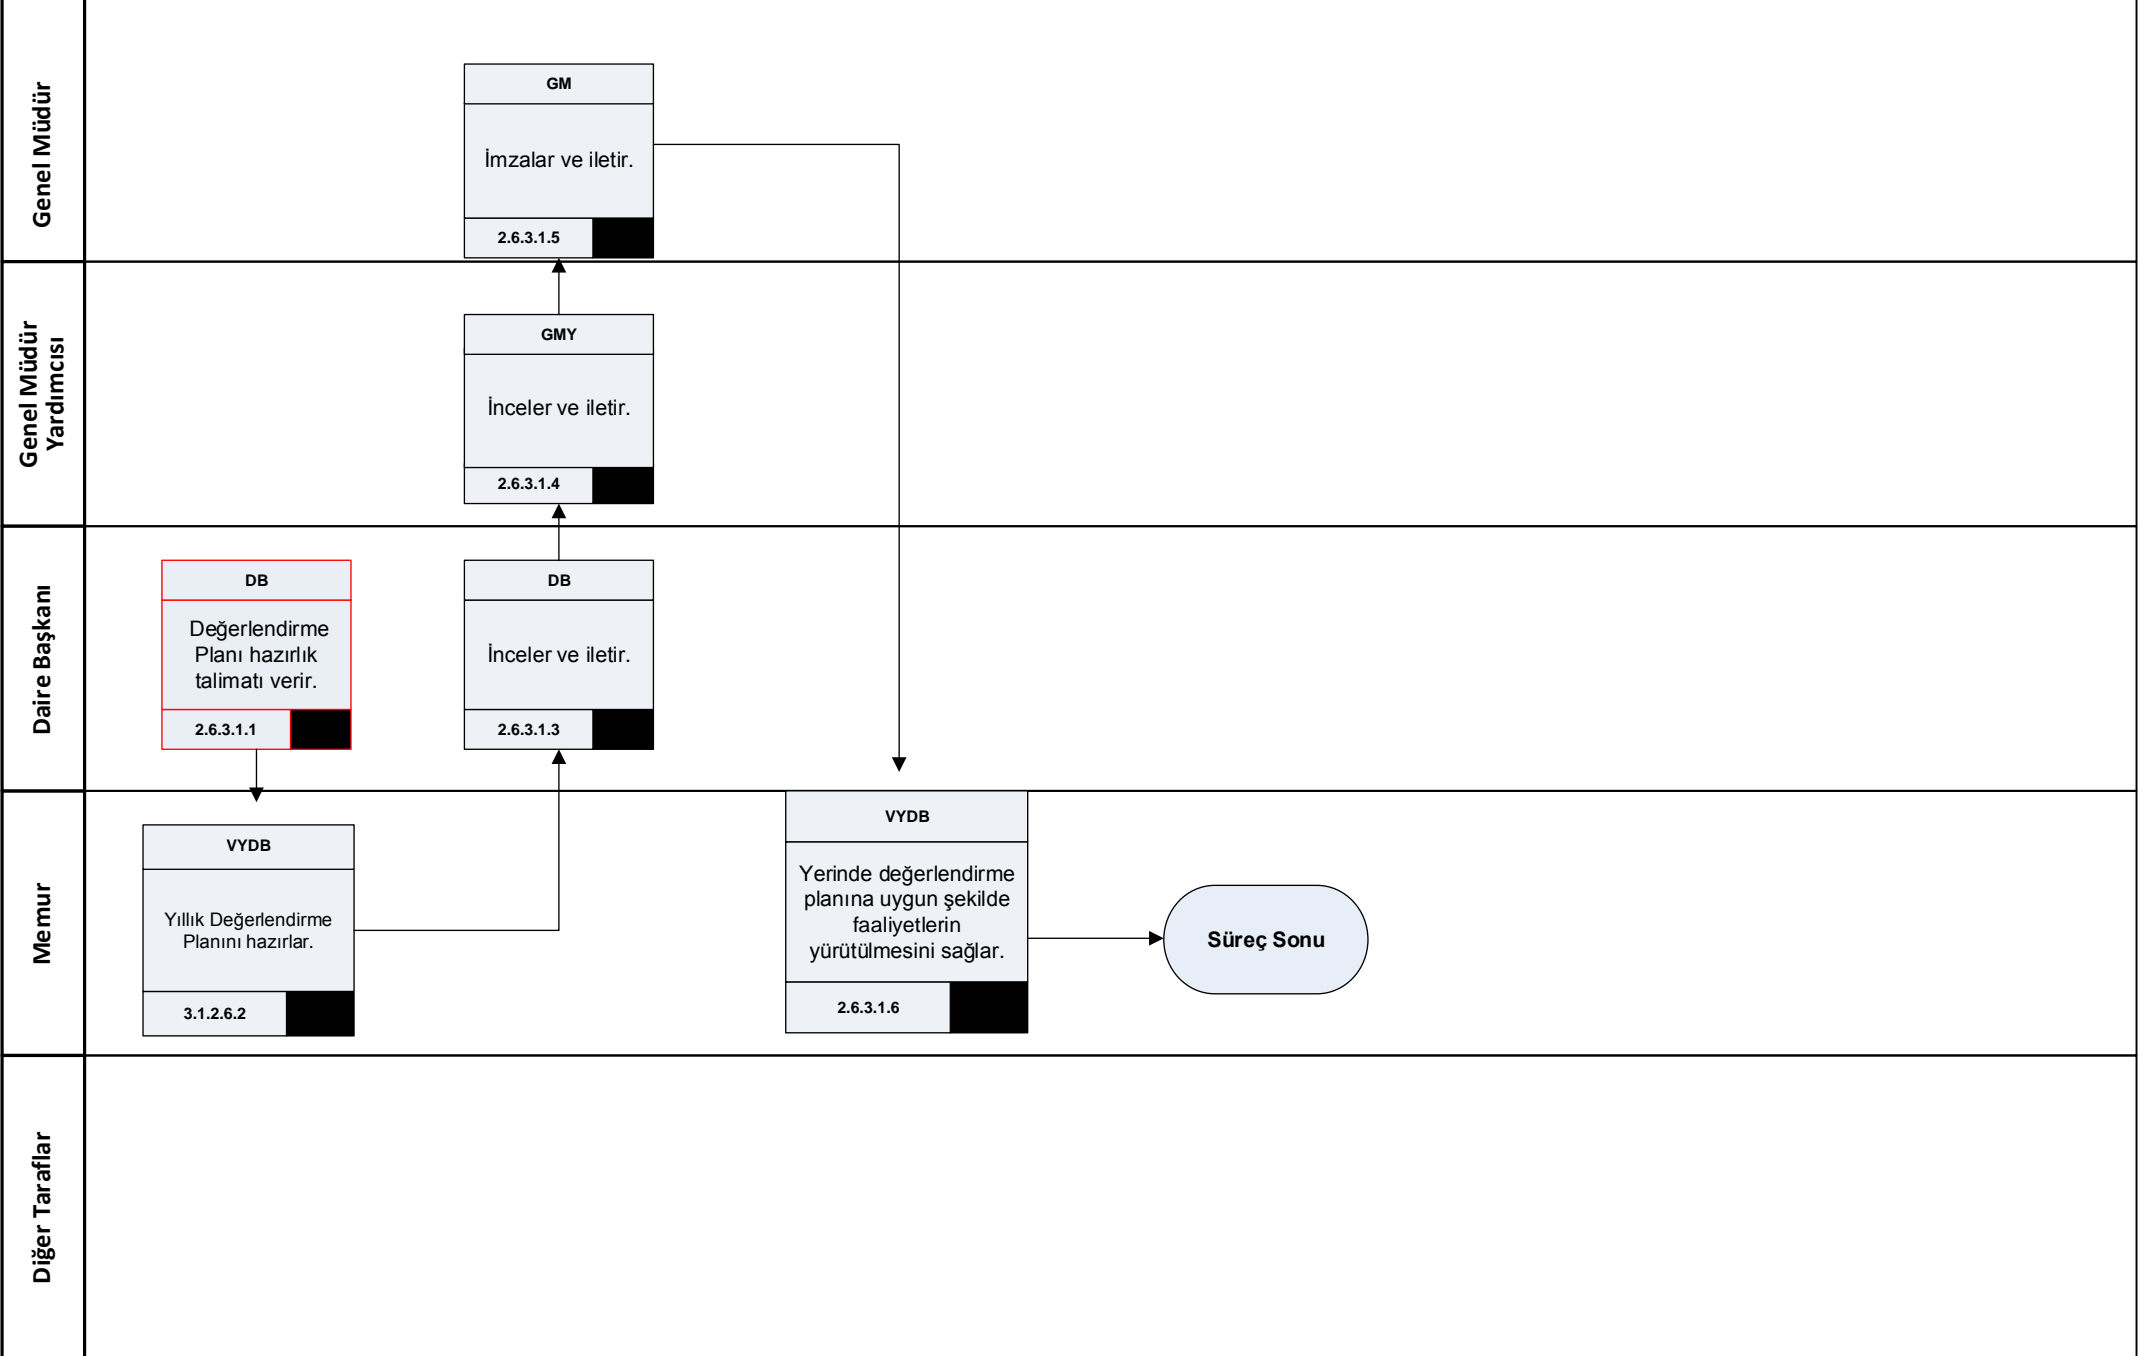 Genel Müdür
GM
İmzalar ve iletir.
2.6.3.1.5
Genel Müdür
Yardımcısı
GMY
İnceler ve iletir.
2.6.3.1.4
Daire Başkanı
DB
Değerlendirme
Planı hazırlık
talimatı verir.
2.6.3.1.1
DB
İnceler ve iletir.
2.6.3.1.3
Memur
VYDB
Yıllık Değerlendirme
Planını hazırlar.
3.1.2.6.2
VYDB
Yerinde değerlendirme
planına uygun şekilde
faaliyetlerin
yürütülmesini sağlar.
2.6.3.1.6
Süreç Sonu
Diğer Taraflar